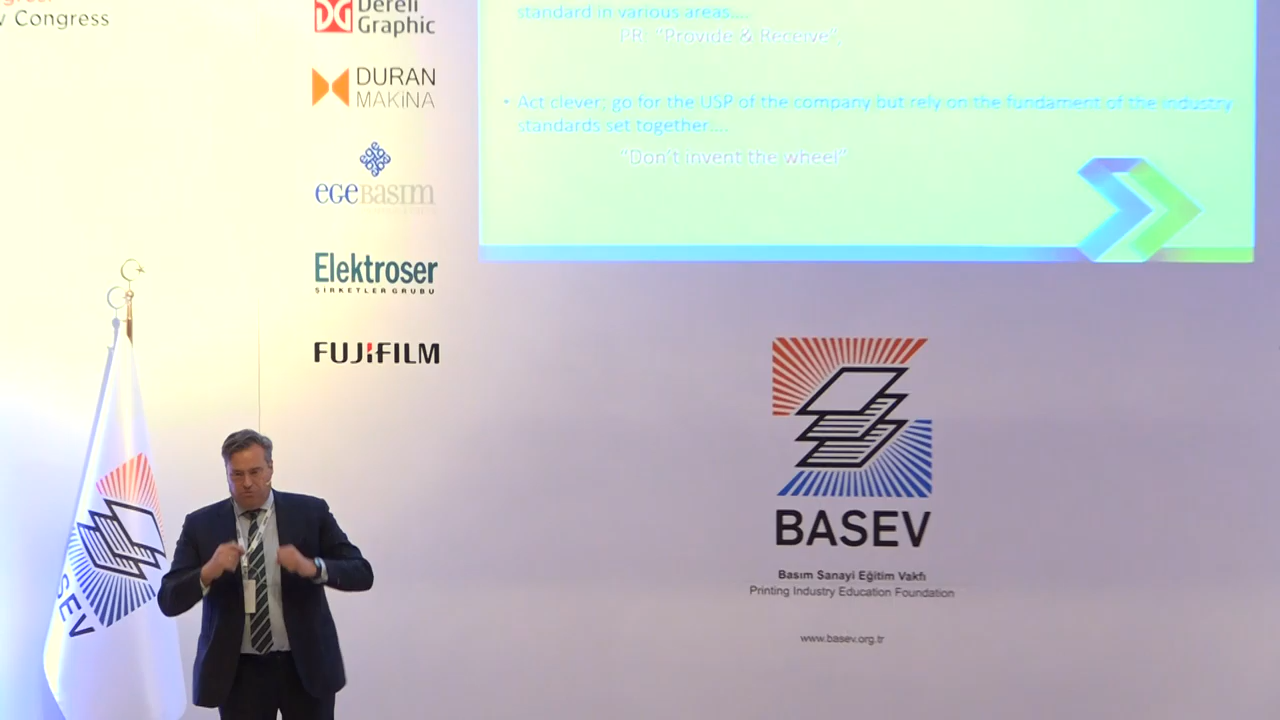 y Congress
Dereli
Graphic
DURAN
MAKİNA
EGEBASIM
Elektroser
ŞİRKETLER GRUBU
FUJIFILM
standard in various areas....
PR: "Provide & Receive",
• Act clever; go for the USP of the company but rely on the fundament of the industry
standards set together....
"Don't invent the wheel"
BASEV
Basım Sanayi Eğitim Vakfı
Printing Industry Education Foundation
www.basev.org.tr
SEV